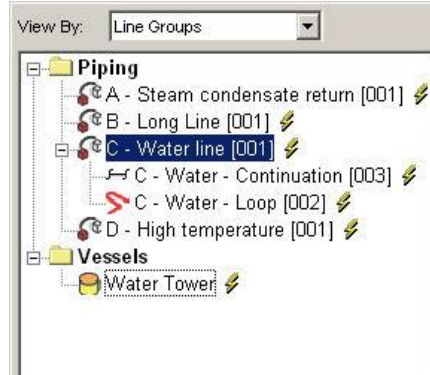 View By: Line Groups
Piping
A - Steam condensate return [001]
B - Long Line [001]
C - Water line [001]
C - Water - Continuation [003]
C - Water - Loop [002]
D - High temperature [001]
Vessels
Water Tower